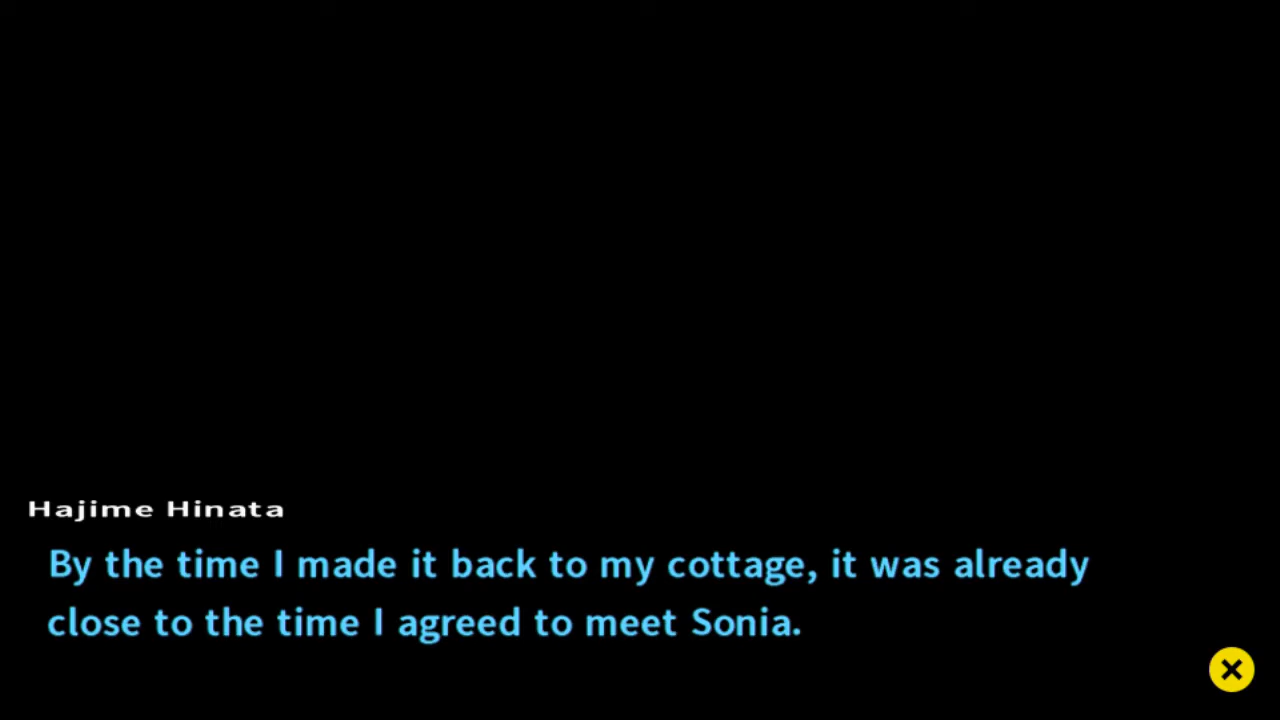 Hajime Hinata
By the time I made it back to my cottage, it was already
close to the time I agreed to meet Sonia.